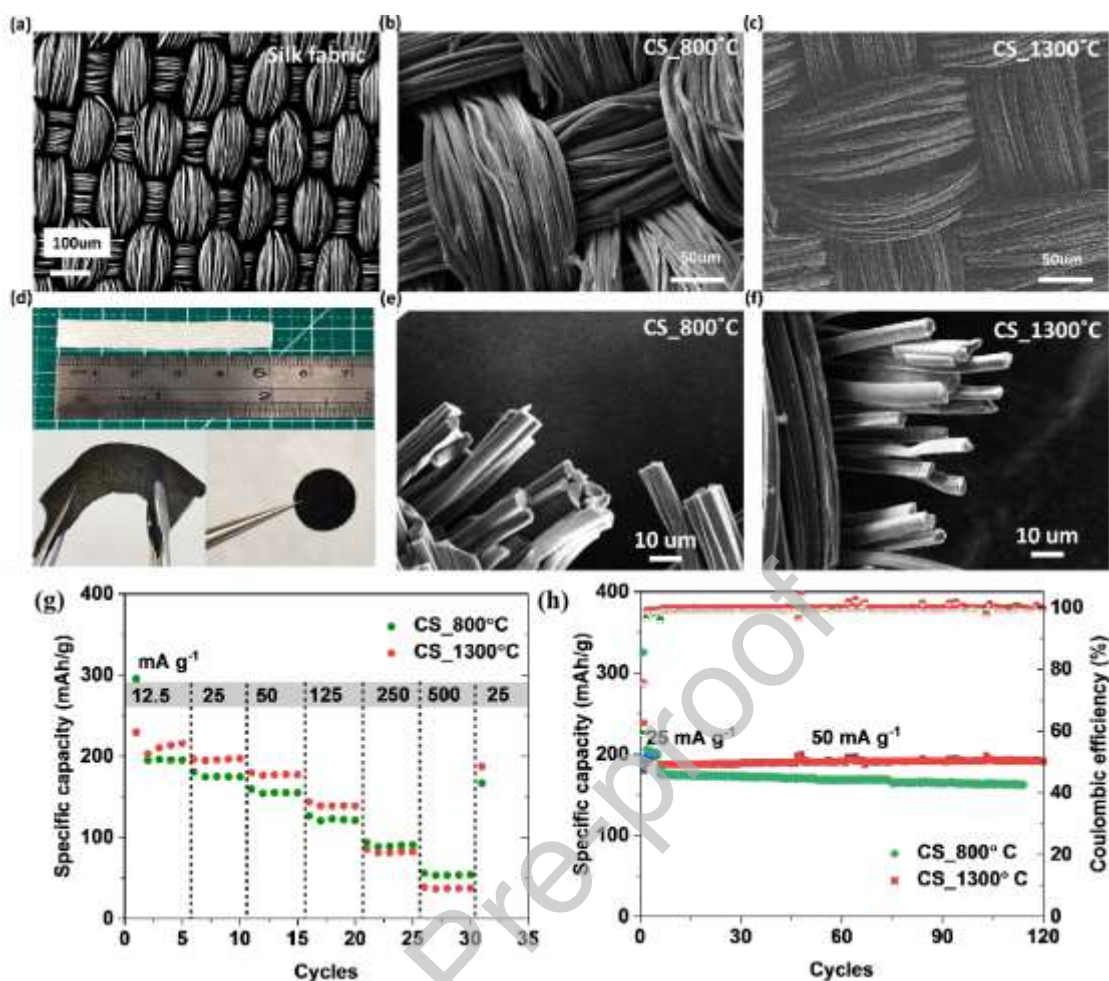 (a)
Silk fabric
100um
(b)
CS_800˚C
50um
(c)
CS_1300˚C
50um
(d)
(e)
CS_800˚C
10 um
(f)
CS_1300˚C
10 um
(g)
Specific capacity (mAh/g)
400
300
200
100
0
mA g-1
12.5 25 50 125 250 500 25
CS_800°C
CS_1300°C
0 5 10 15 20 25 30 35
Cycles
(h)
Specific capacity (mAh/g)
400
300
200
100
0
25 mA g-1
50 mA g-1
CS_800° C
CS_1300° C
100
80
60
40
20
0
Coulombic efficiency (%)
0 30 60 90 120
Cycles
Pre-proof